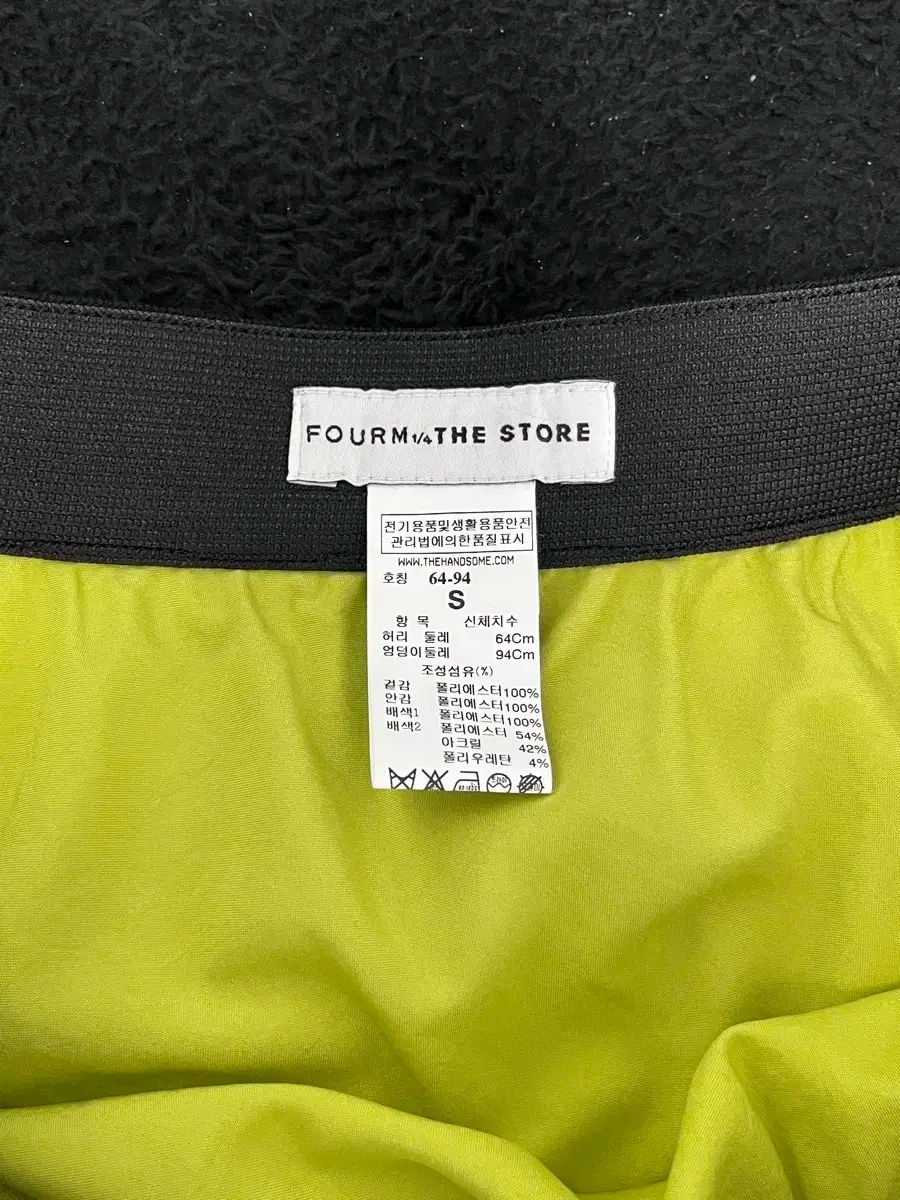 FOURM 1/4 THE STORE
전기용품및생활용품안전
관리법에의한품질표시
WWW.THEHANDSOME.COM
호칭 64-94
S
항 목 신체치수
허리 둘레 64Cm
엉덩이둘레 94Cm
조성섬유(%)
겉감 폴리에스터100%
안감 폴리에스터100%
배색1 폴리에스터100%
배색2 폴리에스터 54%
아크릴 42%
폴리우레탄 4%
드라이